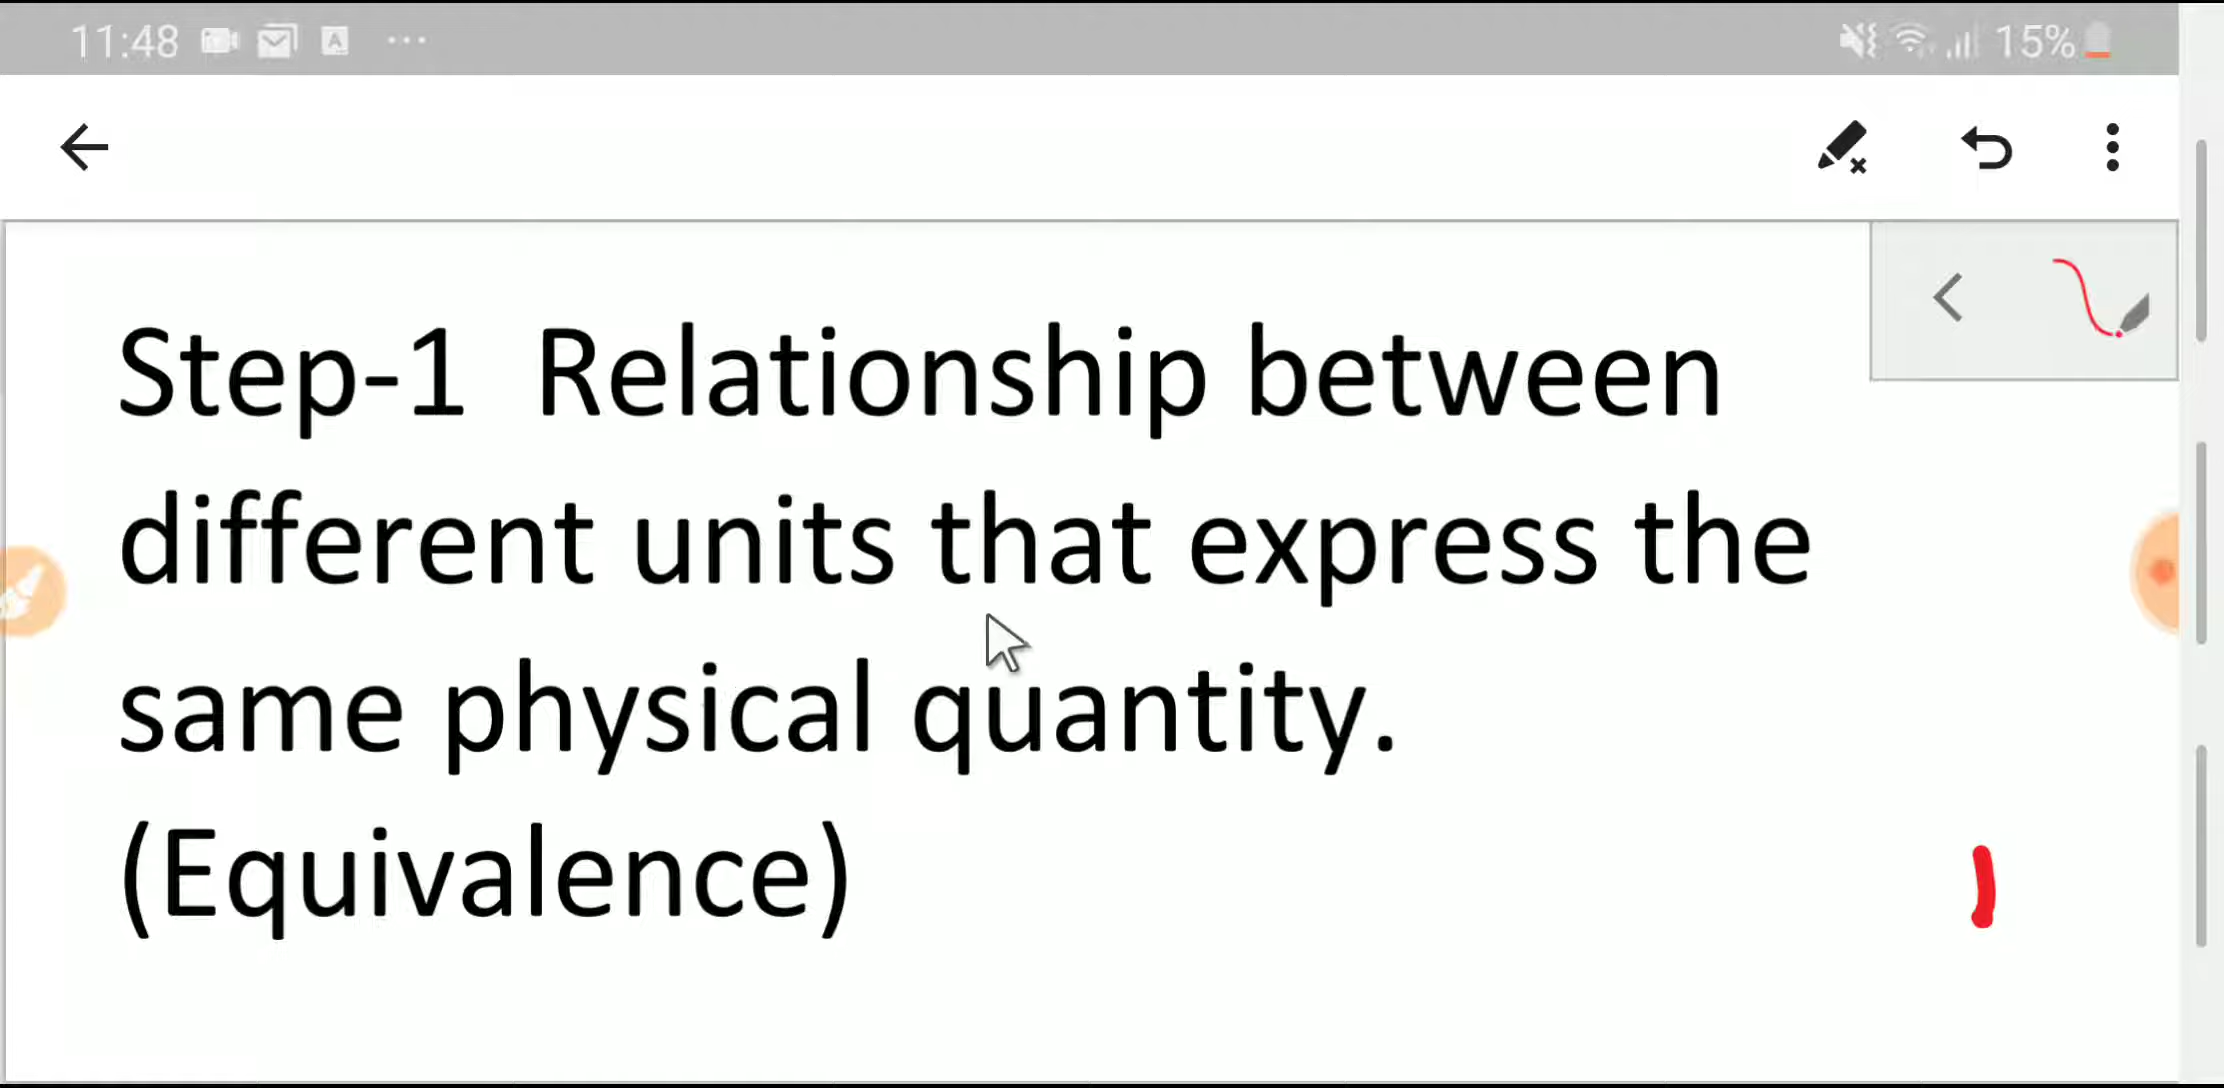 11:48 A ... 15%
Step-1 Relationship between
different units that express the
same physical quantity.
(Equivalence)